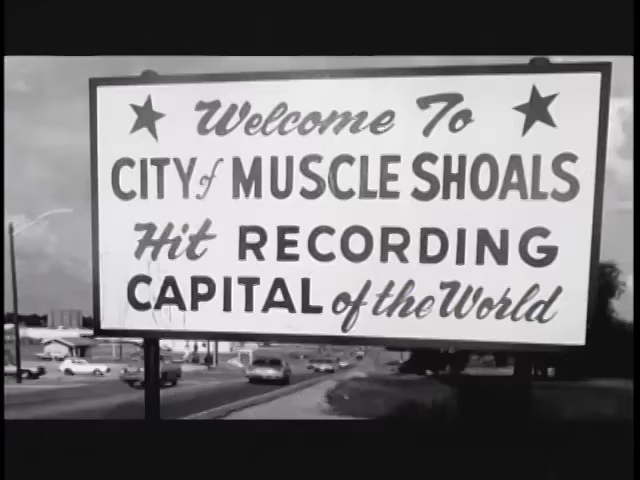 Welcome To
CITY of MUSCLE SHOALS
Hit RECORDING
CAPITAL of the World